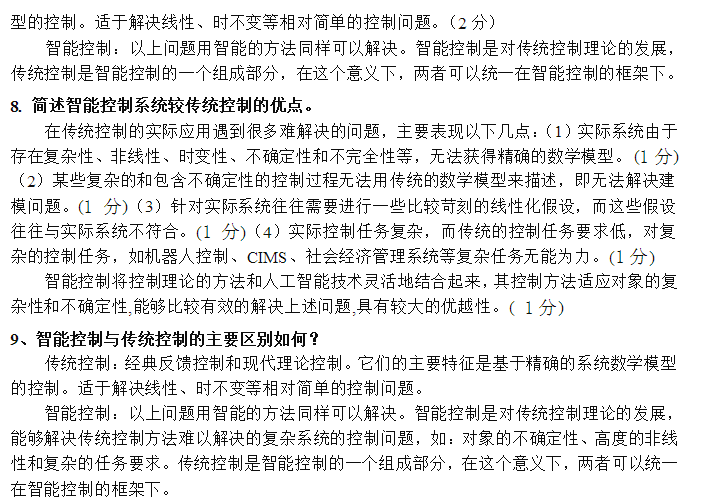 型的控制。适于解决线性、时不变等相对简单的控制问题。（2 分）
智能控制：以上问题用智能的方法同样可以解决。智能控制是对传统控制理论的发展，
传统控制是智能控制的一个组成部分，在这个意义下，两者可以统一在智能控制的框架下。
8. 简述智能控制系统较传统控制的优点。
在传统控制的实际应用遇到很多难解决的问题，主要表现以下几点：（1）实际系统由于
存在复杂性、非线性、时变性、不确定性和不完全性等，无法获得精确的数学模型。(1 分)
（2）某些复杂的和包含不确定性的控制过程无法用传统的数学模型来描述，即无法解决建
模问题。(1 分)（3）针对实际系统往往需要进行一些比较苛刻的线性化假设，而这些假设
往往与实际系统不符合。(1 分)（4）实际控制任务复杂，而传统的控制任务要求低，对复
杂的控制任务，如机器人控制、CIMS、社会经济管理系统等复杂任务无能为力。(1 分)
智能控制将控制理论的方法和人工智能技术灵活地结合起来，其控制方法适应对象的复
杂性和不确定性,能够比较有效的解决上述问题,具有较大的优越性。( 1 分)
9、智能控制与传统控制的主要区别如何？
传统控制：经典反馈控制和现代理论控制。它们的主要特征是基于精确的系统数学模型
的控制。适于解决线性、时不变等相对简单的控制问题。
智能控制：以上问题用智能的方法同样可以解决。智能控制是对传统控制理论的发展，
能够解决传统控制方法难以解决的复杂系统的控制问题，如：对象的不确定性、高度的非线
性和复杂的任务要求。传统控制是智能控制的一个组成部分，在这个意义下，两者可以统一
在智能控制的框架下。